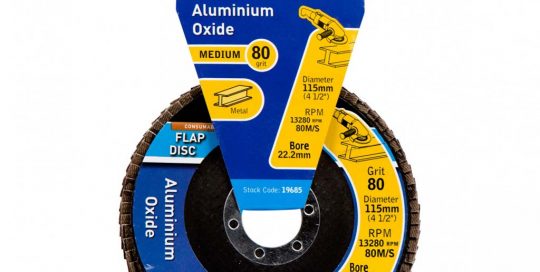 Aluminium
Oxide
MEDIUM 80
grit
Metal
Diameter
115mm
(4 1/2")
RPM
13280 RPM
80M/S
Bore
22.2mm
Stock Code: 19685
FLAP
DISC
Aluminium
Oxide
Grit
80
Diameter
115mm
(4 1/2")
RPM
13280 RPM
80M/S
Bore